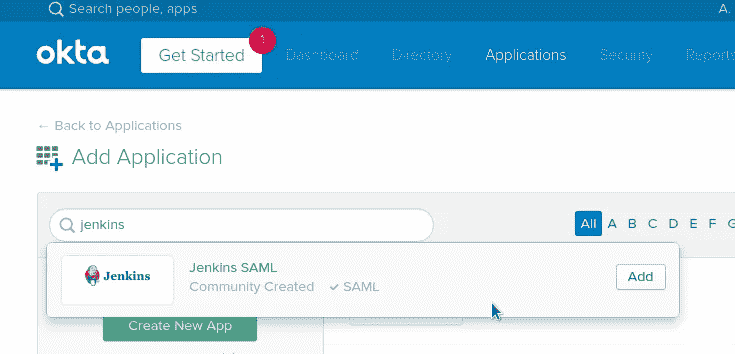 Search people, apps
A.
okta
Get Started
1
Dashboard
Directory
Applications
Security
Reports
← Back to Applications
Add Application
jenkins
All A B C D E F G
Jenkins
Jenkins SAML
Community Created ✓ SAML
Add
Create New App